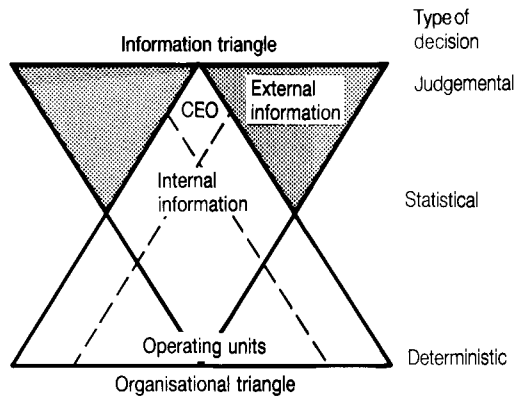 Type of
decision
Information triangle
Judgemental
External
information
CEO
Internal
information
Statistical
Operating units
Deterministic
Organisational triangle